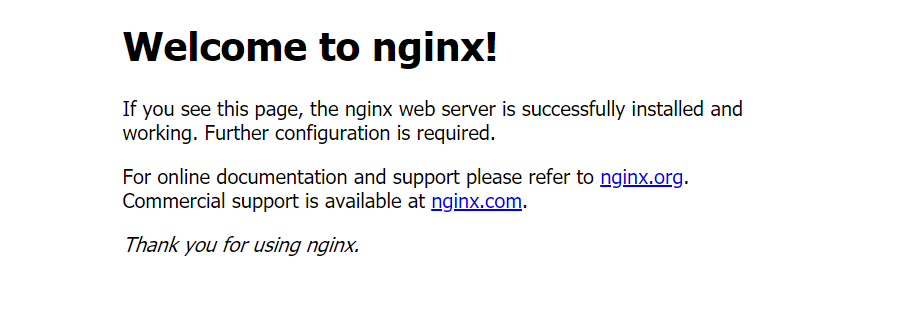 Welcome to nginx!
If you see this page, the nginx web server is successfully installed and
working. Further configuration is required.
For online documentation and support please refer to nginx.org.
Commercial support is available at nginx.com.
Thank you for using nginx.